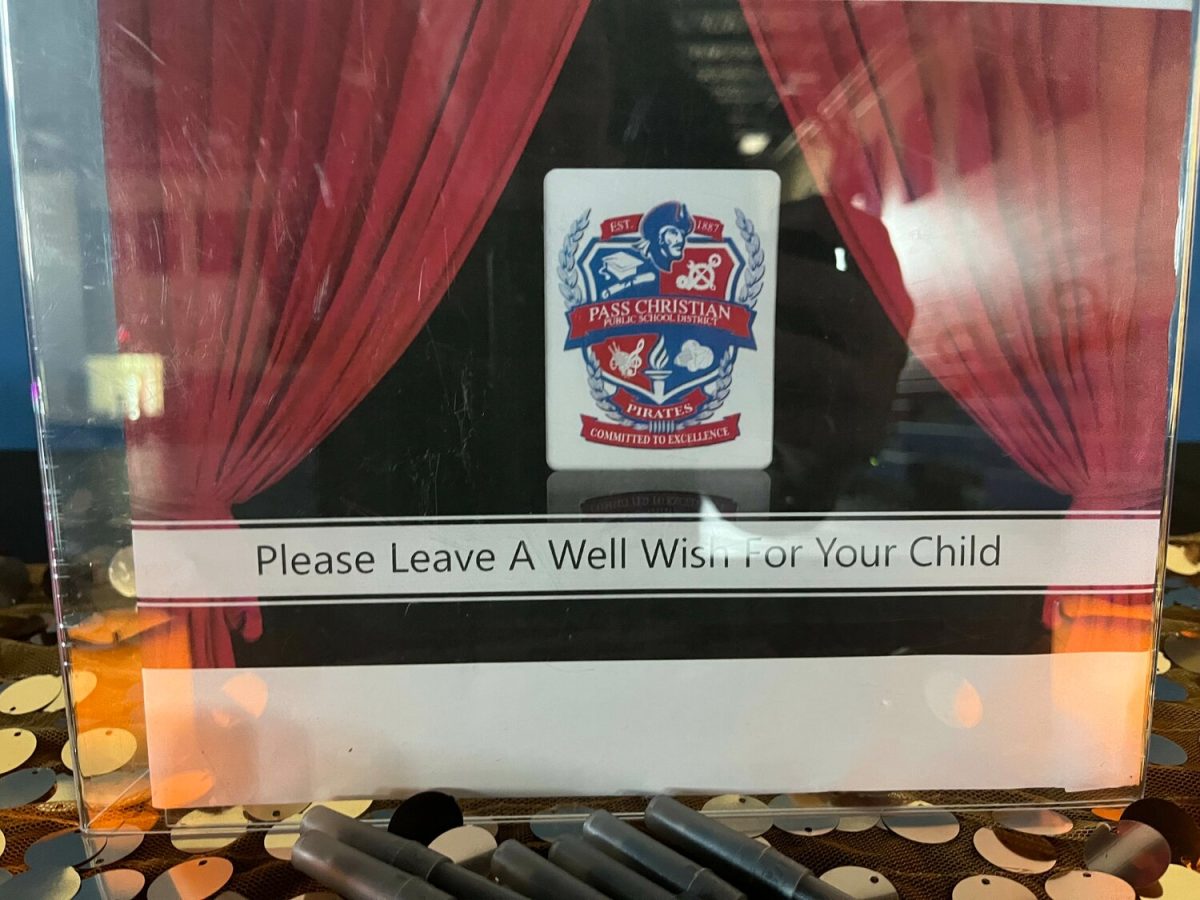 EST. 1887
PASS CHRISTIAN
PUBLIC SCHOOL DISTRICT
PIRATES
COMMITTED TO EXCELLENCE
Please Leave A Well Wish For Your Child